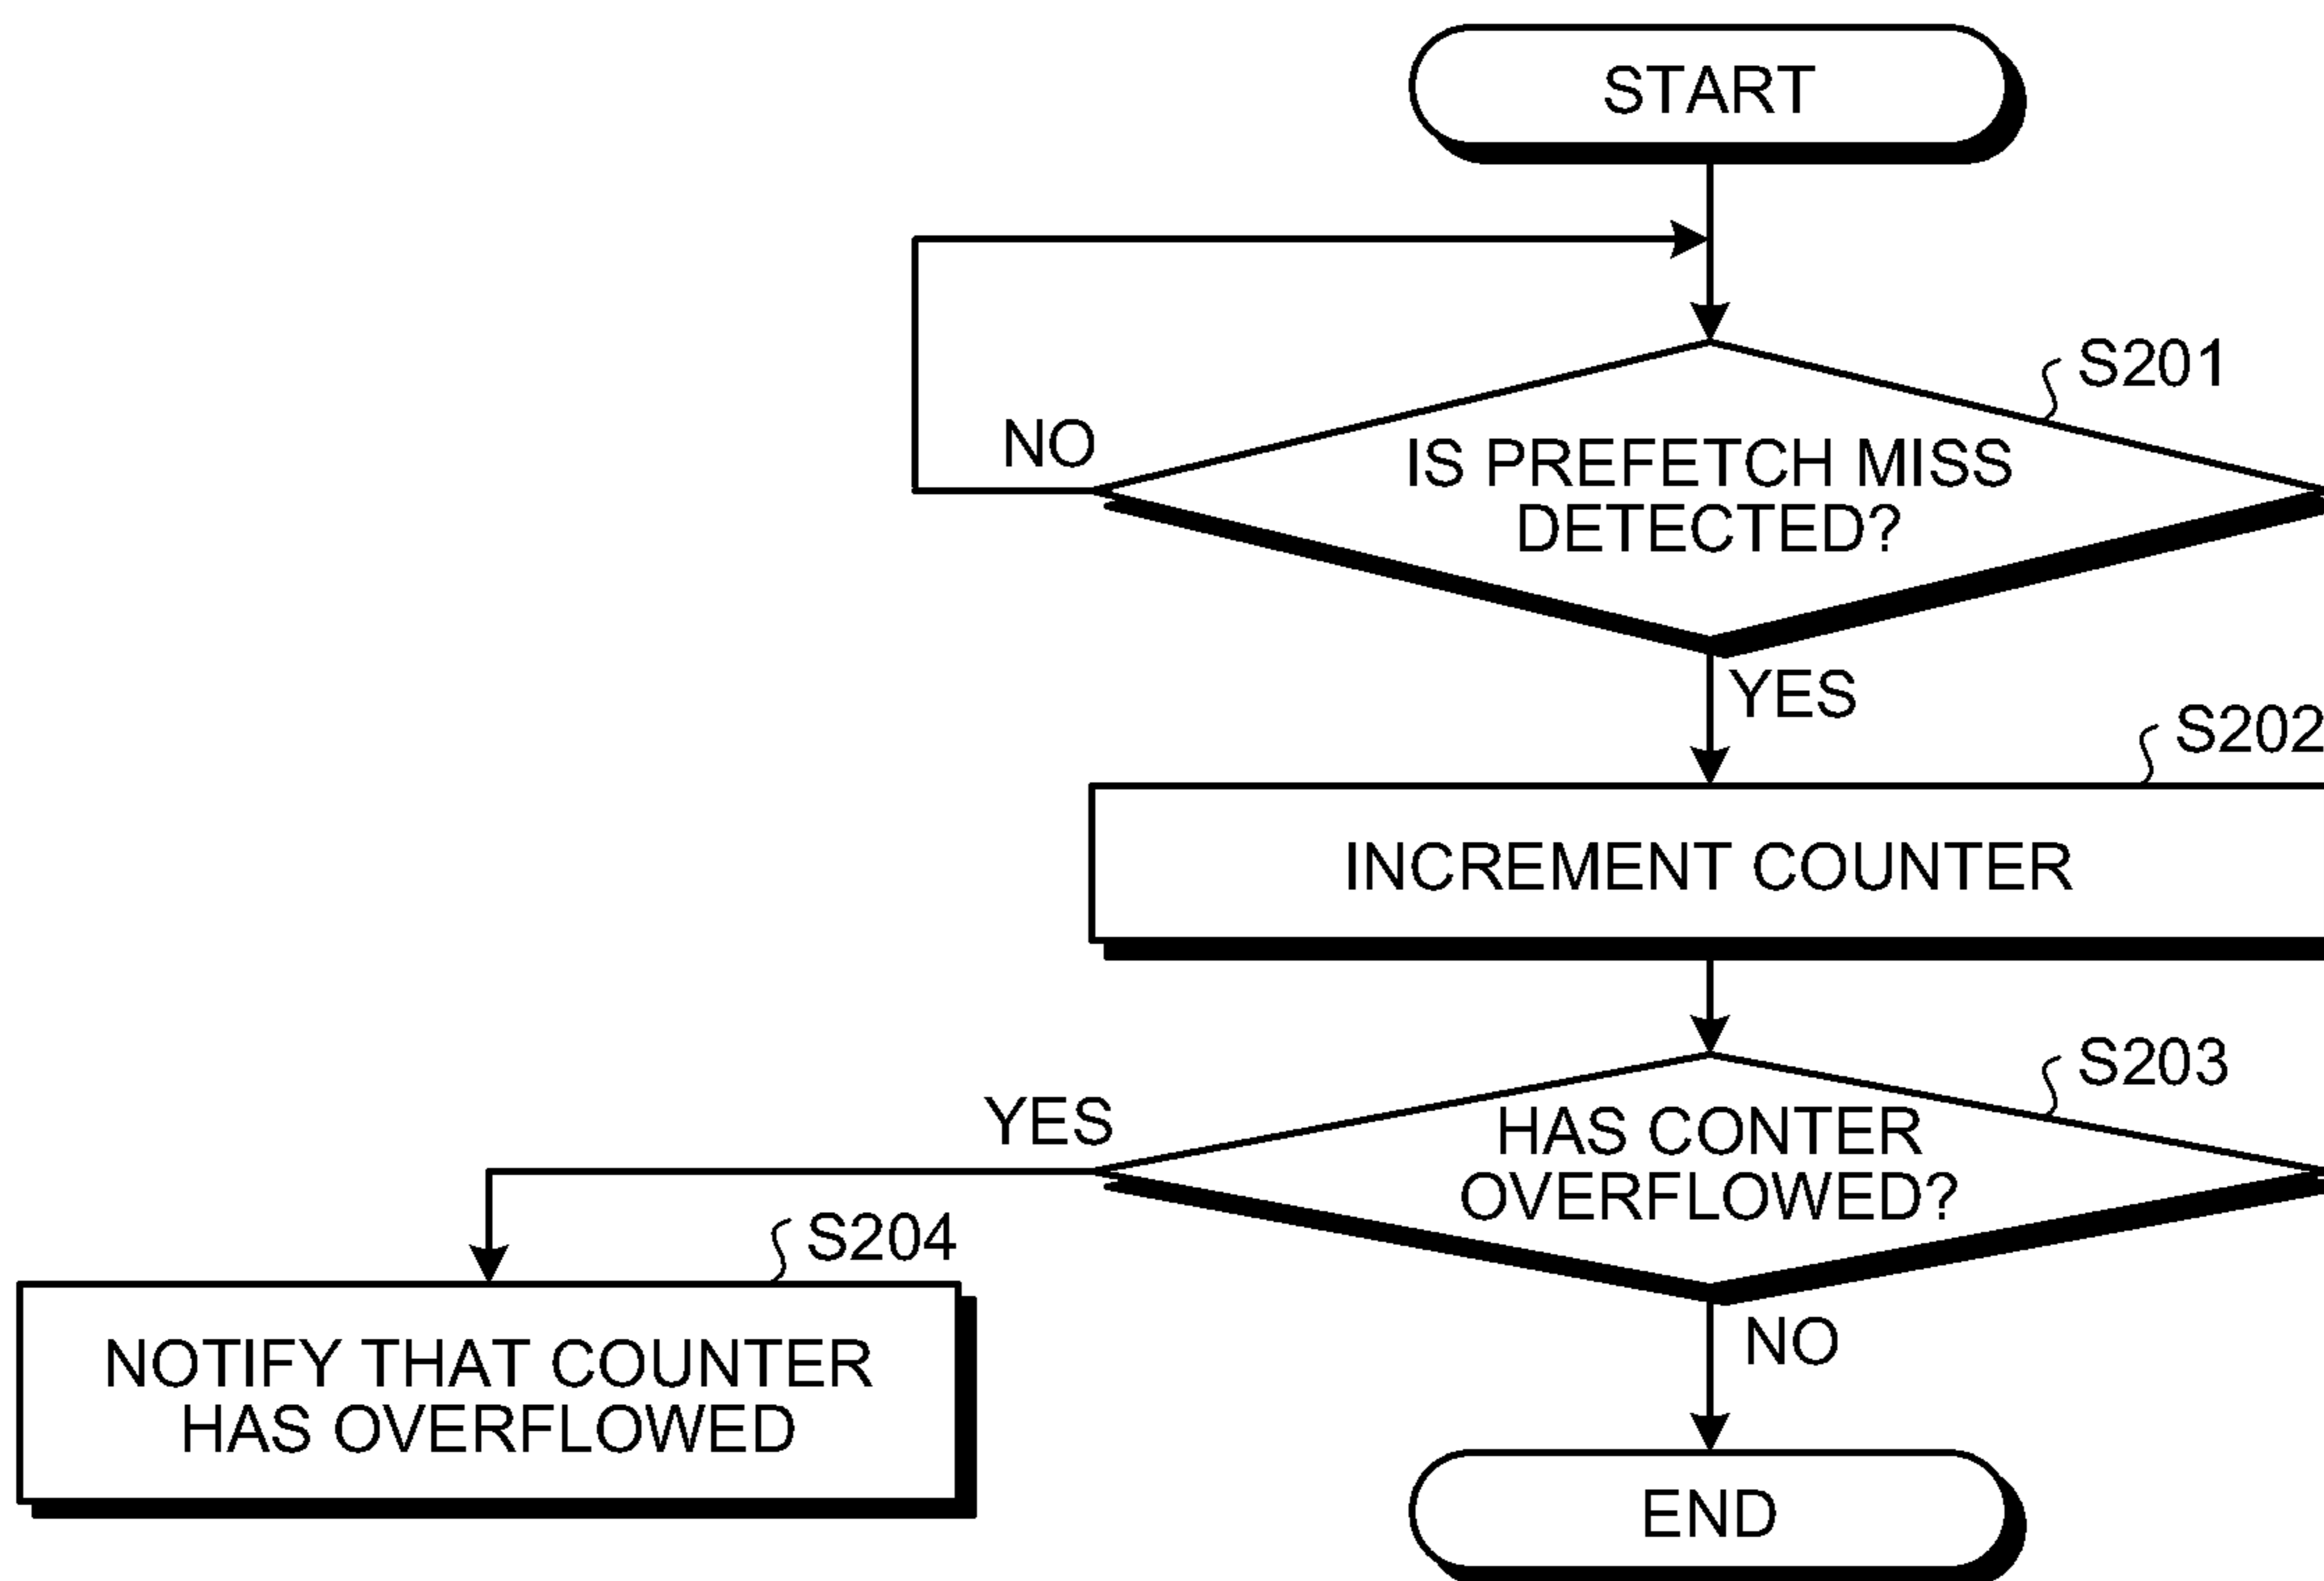 START
S201
NO
IS PREFETCH MISS
DETECTED?
YES
S202
INCREMENT COUNTER
S203
YES
HAS CONTER
OVERFLOWED?
S204
NOTIFY THAT COUNTER
HAS OVERFLOWED
NO
END